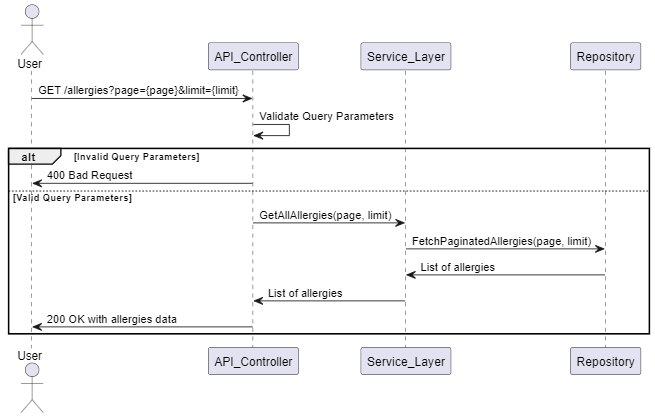 User
API_Controller
Service_Layer
Repository
GET /allergies?page={page}&limit={limit}
Validate Query Parameters
alt
[Invalid Query Parameters]
400 Bad Request
[Valid Query Parameters]
GetAllAllergies(page, limit)
FetchPaginatedAllergies(page, limit)
List of allergies
List of allergies
200 OK with allergies data
User
API_Controller
Service_Layer
Repository